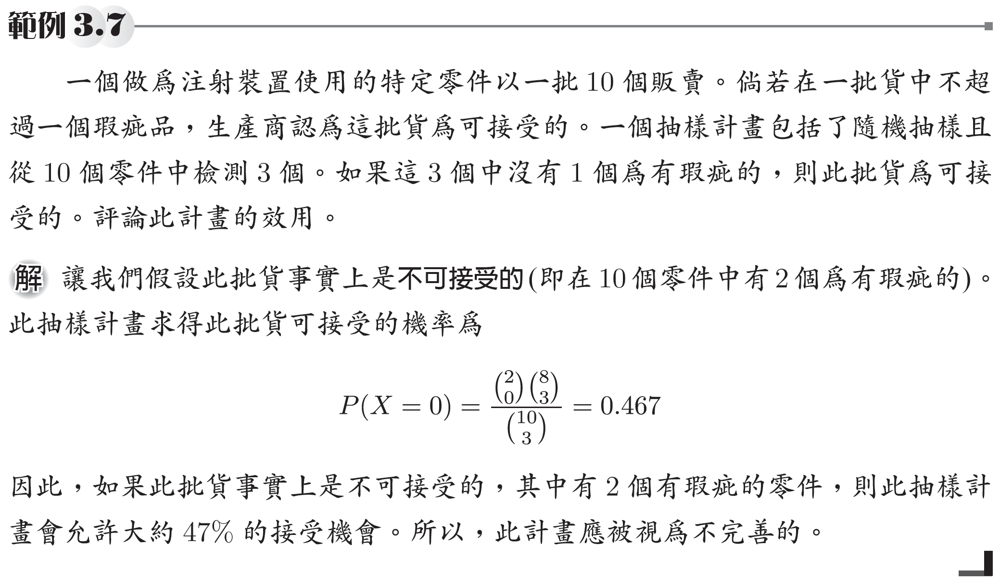 範例 3.7
一個做爲注射裝置使用的特定零件以一批 10 個販賣。倘若在一批貨中不超
過一個瑕疵品，生產商認爲這批貨爲可接受的。一個抽樣計畫包括了隨機抽樣且
從 10 個零件中檢測 3 個。如果這 3 個中沒有 1 個爲有瑕疵的，則此批貨爲可接
受的。評論此計畫的效用。
解 讓我們假設此批貨事實上是不可接受的(即在 10 個零件中有 2 個爲有瑕疵的)。
此抽樣計畫求得此批貨可接受的機率爲
$P(X = 0) = \frac{\binom{2}{0}\binom{8}{3}}{\binom{10}{3}} = 0.467$
因此，如果此批貨事實上是不可接受的，其中有 2 個有瑕疵的零件，則此抽樣計
畫會允許大約 47% 的接受機會。所以，此計畫應被視爲不完善的。